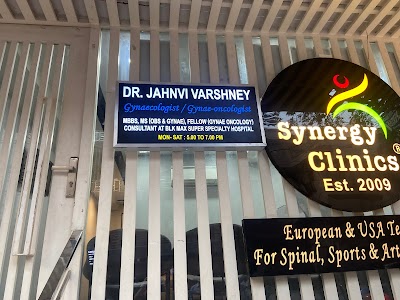 DR. JAHNVI VARSHNEY
Gynaecologist / Gynae-oncologist
MBBS, MS (OBS & GYNAE), FELLOW (GYNAE ONCOLOGY)
CONSULTANT AT BLK MAX SUPER SPECIALTY HOSPITAL
MON- SAT : 5.00 TO 7.00 PM
Synergy
Clinics®
Est. 2009
European & USA Te
For Spinal, Sports & Art